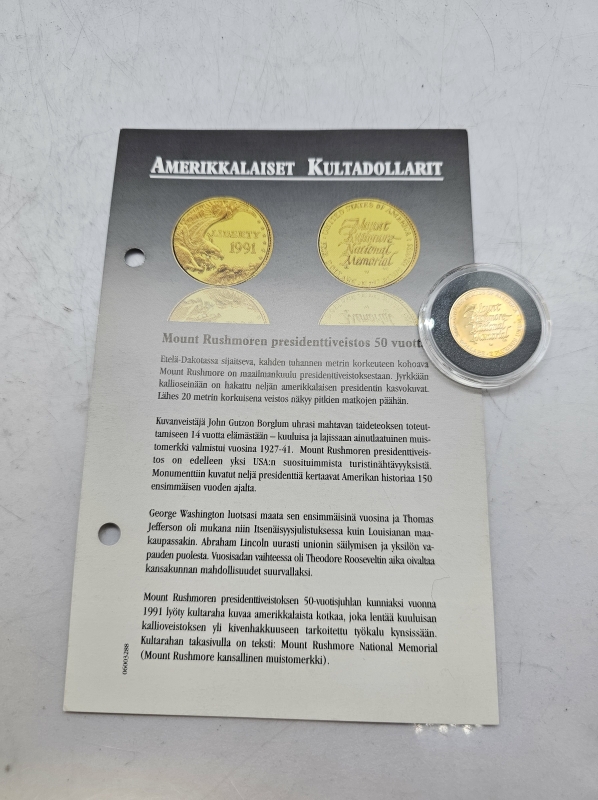 AMERIKKALAISET KULTADOLLARIT
LIBERTY
1991
Mount
Rushmore
National
Memorial
Mount Rushmoren presidenttiveistos 50 vuott
Etelä-Dakotassa sijaitseva, kahden tuhannen metrin korkeuteen kohoava
Mount Rushmore on maailmankulu presidenttiveistoksestaan. Jyrkkään
kallioseinään on hakattu neljän amerikkalaisen presidentin kasvokuvat.
Lähes 20 metrin korkuisena veistos näkyy pitkien matkojen päähän.
Kuvanveistäjä John Gutzon Borglum uhrasi mahtavan taideteoksen toteut-
tamiseen 14 vuotta elämästään – kuuluisa ja lajissaan ainutlaatuinen muis-
tomerkki valmistui vuosina 1927-41. Mount Rushmoren presidenttiveis-
tos on edelleen yksi USA:n suosituimmista turistinähtävyyksistä.
Monumenttiin kuvatut neljä presidenttiä kertaavat Amerikan historiaa 150
ensimmäisen vuoden ajalta.
George Washington luotsasi maata sen ensimmäisinä vuosina ja Thomas
Jefferson oli mukana niin Itsenäisyysjulistuksessa kuin Louisianan maa-
kaupassakin. Abraham Lincoln uurasti unionin säilymisen ja yksilön va-
pauden puolesta. Vuosisadan vaihteessa oli Theodore Rooseveltin aika oivaltaa
kansakunnan mahdollisuudet suurvallaksi.
Mount Rushmoren presidenttiveistoksen 50-vuotisjuhlan kunniaksi vuonna
1991 lyöty kultaraha kuvaa amerikkalaista kotkaa, joka lentää kuuluisan
kallioveistoksen yli kivenhakkuuseen tarkoitettu työkalu kynsissään.
Kultarahan takasivulla on teksti: Mount Rushmore National Memorial
(Mount Rushmore kansallinen muistomerkki).
06003288